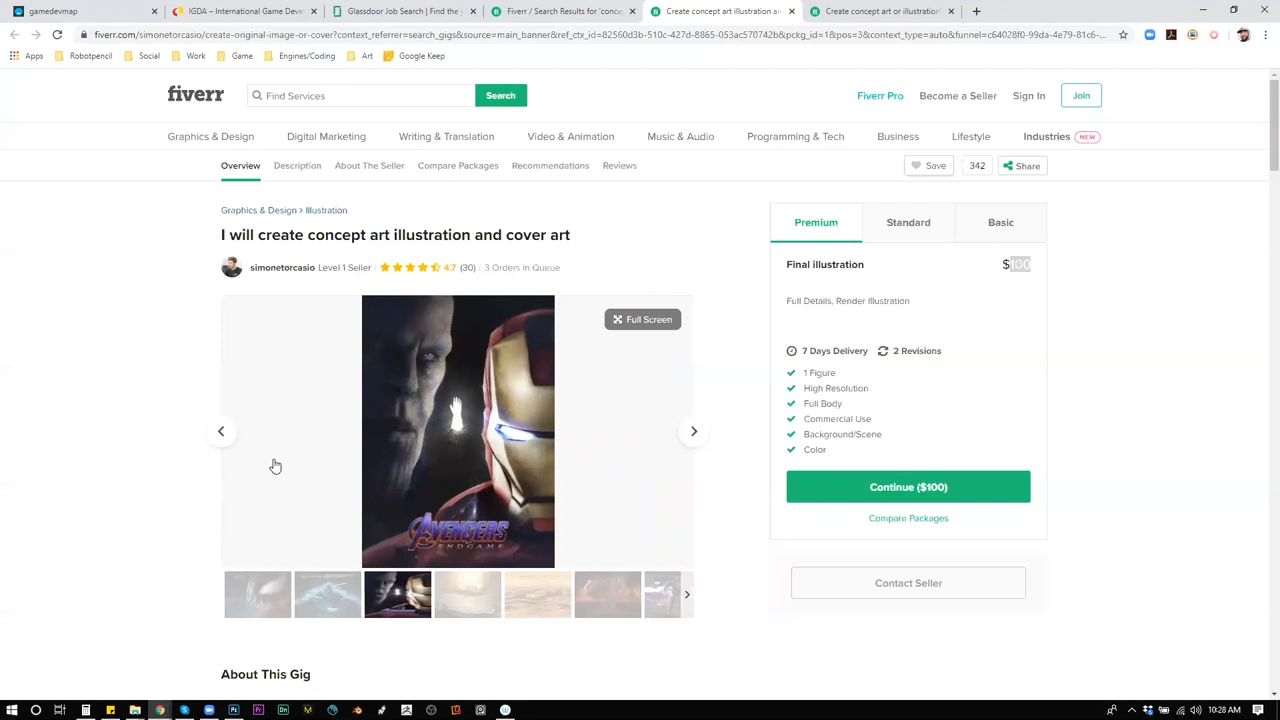 gamedevmap
IGDA – International Game Devel
Glassdoor Job Search | Find the j
Fiverr / Search Results for 'conce
Create concept art illustration an
Create concept art or illustration
fiverr.com/simonetorcasio/create-original-image-or-cover?context_referrer=search_gigs&source=main_banner&ref_ctx_id=82560d3b-510c-427d-8865-053ac570742b&pckg_id=1&pos=3&context_type=auto&funnel=c64028f0-99da-4e79-81c6-...
Apps
Robotpencil
Social
Work
Game
Engines/Coding
Art
Google Keep
fiverr
Find Services
Search
Fiverr Pro
Become a Seller
Sign In
Join
Graphics & Design
Digital Marketing
Writing & Translation
Video & Animation
Music & Audio
Programming & Tech
Business
Lifestyle
Industries NEW
Overview
Description
About The Seller
Compare Packages
Recommendations
Reviews
Save
342
Share
Graphics & Design > Illustration
I will create concept art illustration and cover art
simonetorcasio Level 1 Seller | 4.7 (30) | 3 Orders in Queue
Full Screen
AVENGERS
ENDGAME
Premium
Standard
Basic
Final illustration
$100
Full Details, Render Illustration
7 Days Delivery
2 Revisions
1 Figure
High Resolution
Full Body
Commercial Use
Background/Scene
Color
Continue ($100)
Compare Packages
Contact Seller
About This Gig
10:28 AM